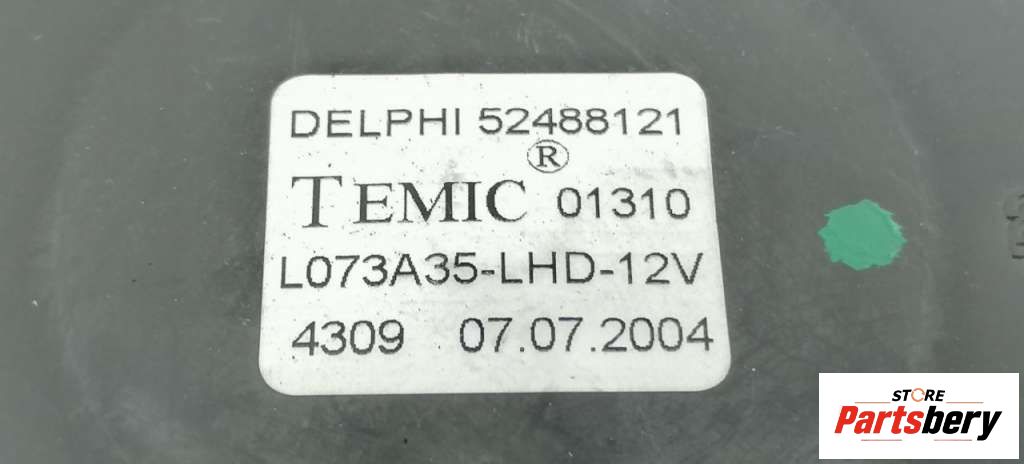 DELPHI 52488121
TEMIC® 01310
L073A35-LHD-12V
4309 07.07.2004
STORE
Partsbery